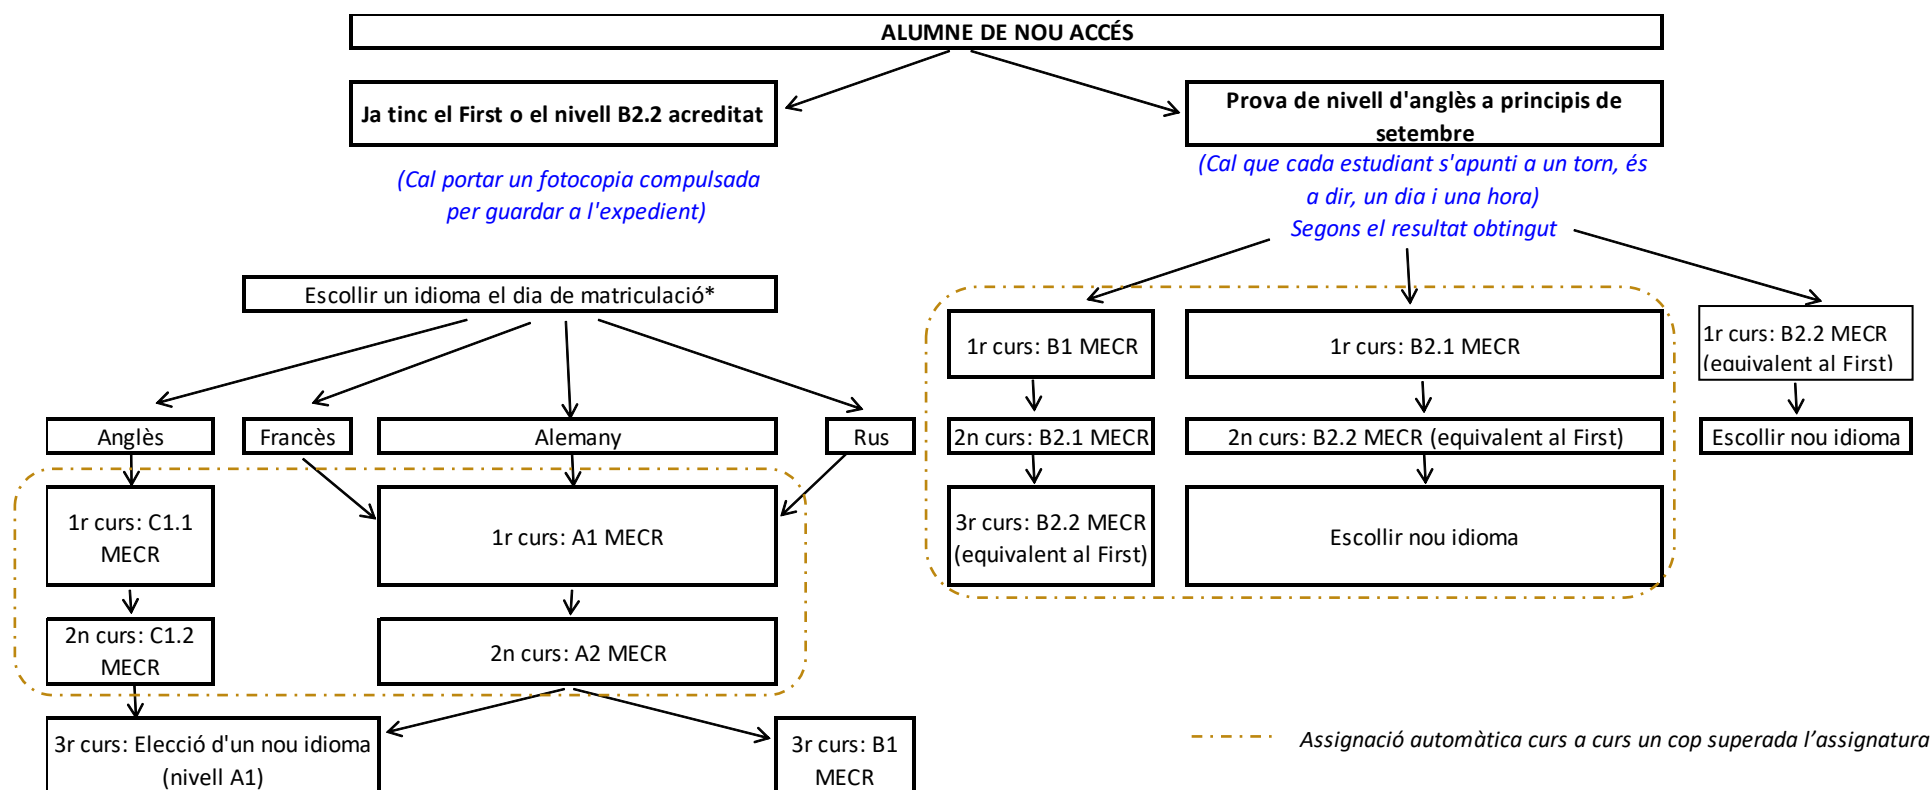 ALUMNE DE NOU ACCÉS
Ja tinc el First o el nivell B2.2 acreditat
Prova de nivell d'anglès a principis de
setembre
(Cal portar un fotocopia compulsada
per guardar a l'expedient)
(Cal que cada estudiant s'apunti a un torn, és
a dir, un dia i una hora)
Segons el resultat obtingut
Escollir un idioma el dia de matriculació*
1r curs: B1 MECR
1r curs: B2.1 MECR
1r curs: B2.2 MECR
(equivalent al First)
Anglès
Francès
Alemany
Rus
2n curs: B2.1 MECR
2n curs: B2.2 MECR (equivalent al First)
Escollir nou idioma
1r curs: C1.1
MECR
1r curs: A1 MECR
3r curs: B2.2 MECR
(equivalent al First)
Escollir nou idioma
2n curs: C1.2
MECR
2n curs: A2 MECR
3r curs: Elecció d'un nou idioma
(nivell A1)
3r curs: B1
MECR
Assignació automàtica curs a curs un cop superada l’assignatura